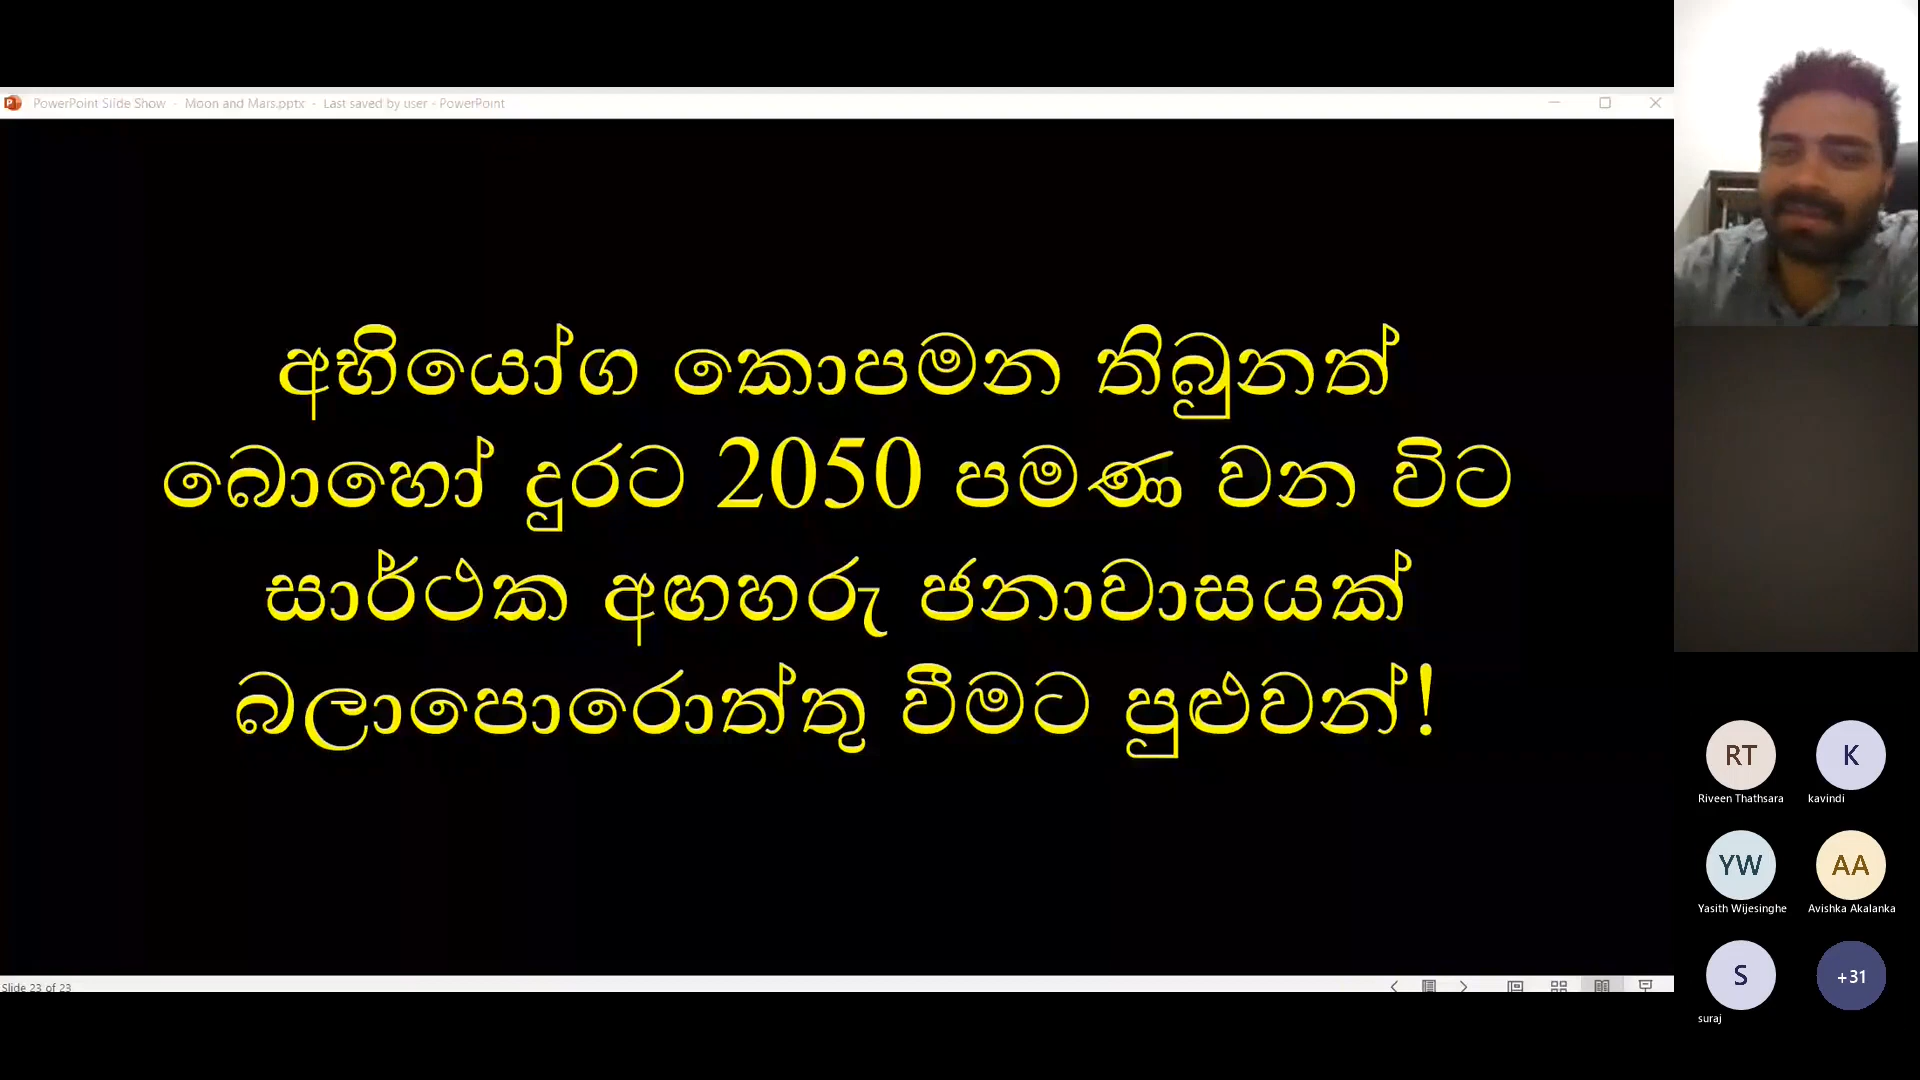 PowerPoint Slide Show - Moon and Mars.pptx - Last saved by user - PowerPoint
අභියෝග කොපමන තිබුනත්
බොහෝ දුරට 2050 පමණ වන විට
සාර්ථක අඟහරු ජනාවාසයක්
බලාපොරොත්තු වීමට පුළුවන්!
Slide 23 of 23
RT
K
Riveen Thathsara
kavindi
YW
AA
Yasith Wijesinghe
Avishka Akalanka
S
+31
suraj